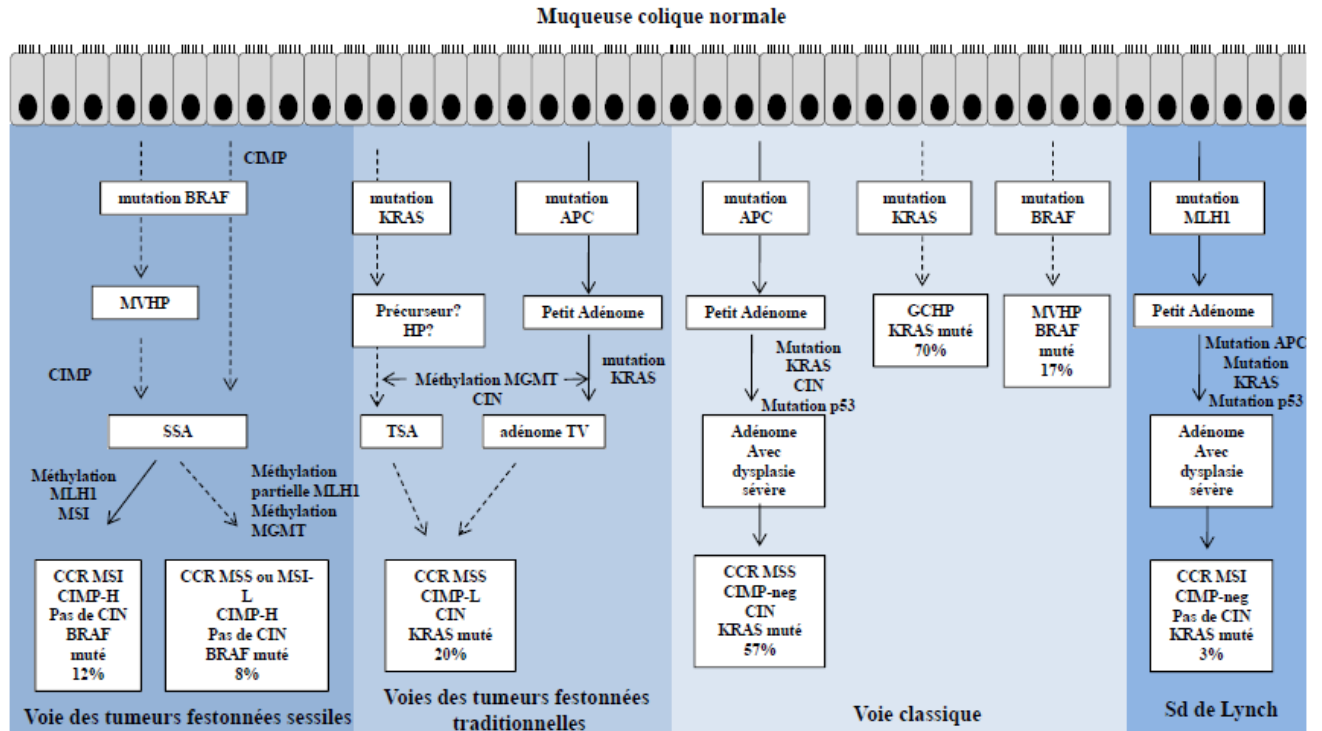 Muqueuse colique normale
CIMP
mutation BRAF
MVHP
CIMP
SSA
Méthylation
MLH1
MSI
Méthylation
partielle MLH1
Méthylation
MGMT
CCR MSI
CIMP-H
Pas de CIN
BRAF
muté
12%
CCR MSS ou MSI-
L
CIMP-H
Pas de CIN
BRAF muté
8%
Voie des tumeurs festonnées sessiles
mutation
KRAS
Précurseur?
HP?
TSA
mutation
APC
Petit Adénome
mutation
KRAS
Méthylation MGMT
CIN
adénome TV
CCR MSS
CIMP-L
CIN
KRAS muté
20%
Voies des tumeurs festonnées
traditionnelles
mutation
APC
Petit Adénome
Mutation
KRAS
CIN
Mutation p53
Adénome
Avec
dysplasie
sévère
CCR MSS
CIMP-neg
CIN
KRAS muté
57%
mutation
KRAS
GCHP
KRAS muté
70%
mutation
BRAF
MVHP
BRAF
muté
17%
Voie classique
mutation
MLH1
Petit Adénome
Mutation APC
Mutation
KRAS
Mutation p53
Adénome
Avec
dysplasie
sévère
CCR MSI
CIMP-neg
Pas de CIN
KRAS muté
3%
Sd de Lynch